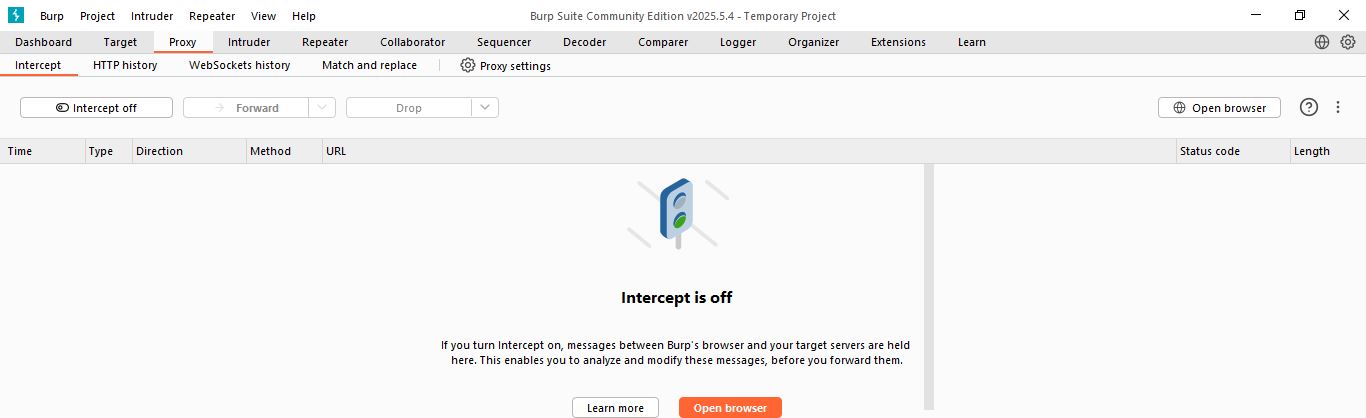 Burp Project Intruder Repeater View Help Burp Suite Community Edition v2025.5.4 - Temporary Project
Dashboard Target Proxy Intruder Repeater Collaborator Sequencer Decoder Comparer Logger Organizer Extensions Learn
Intercept HTTP history WebSockets history Match and replace Proxy settings
Intercept off Forward Drop Open browser
Time Type Direction Method URL Status code Length
Intercept is off
If you turn Intercept on, messages between Burp's browser and your target servers are held
here. This enables you to analyze and modify these messages, before you forward them.
Learn more Open browser